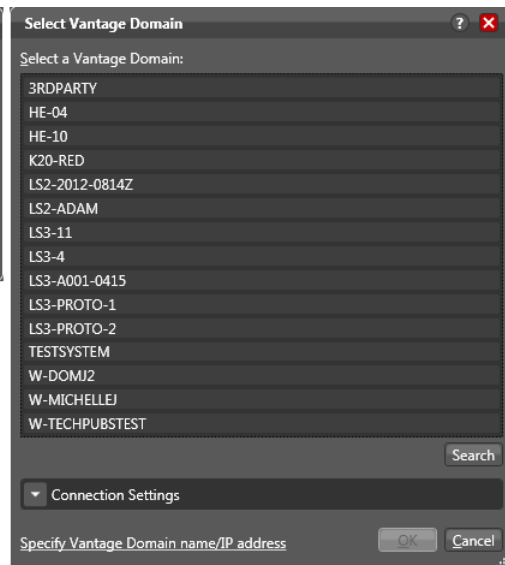 Select Vantage Domain ?
Select a Vantage Domain:
3RDPARTY
HE-04
HE-10
K20-RED
LS2-2012-0814Z
LS2-ADAM
LS3-11
LS3-4
LS3-A001-0415
LS3-PROTO-1
LS3-PROTO-2
TESTSYSTEM
W-DOMJ2
W-MICHELLEJ
W-TECHPUBSTEST
Search
Connection Settings
Specify Vantage Domain name/IP address OK Cancel